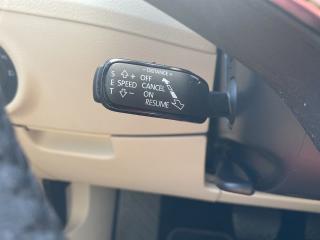 -DISTANCE+
S + OFF
E SPEED CANCEL
T - ON
RESUME